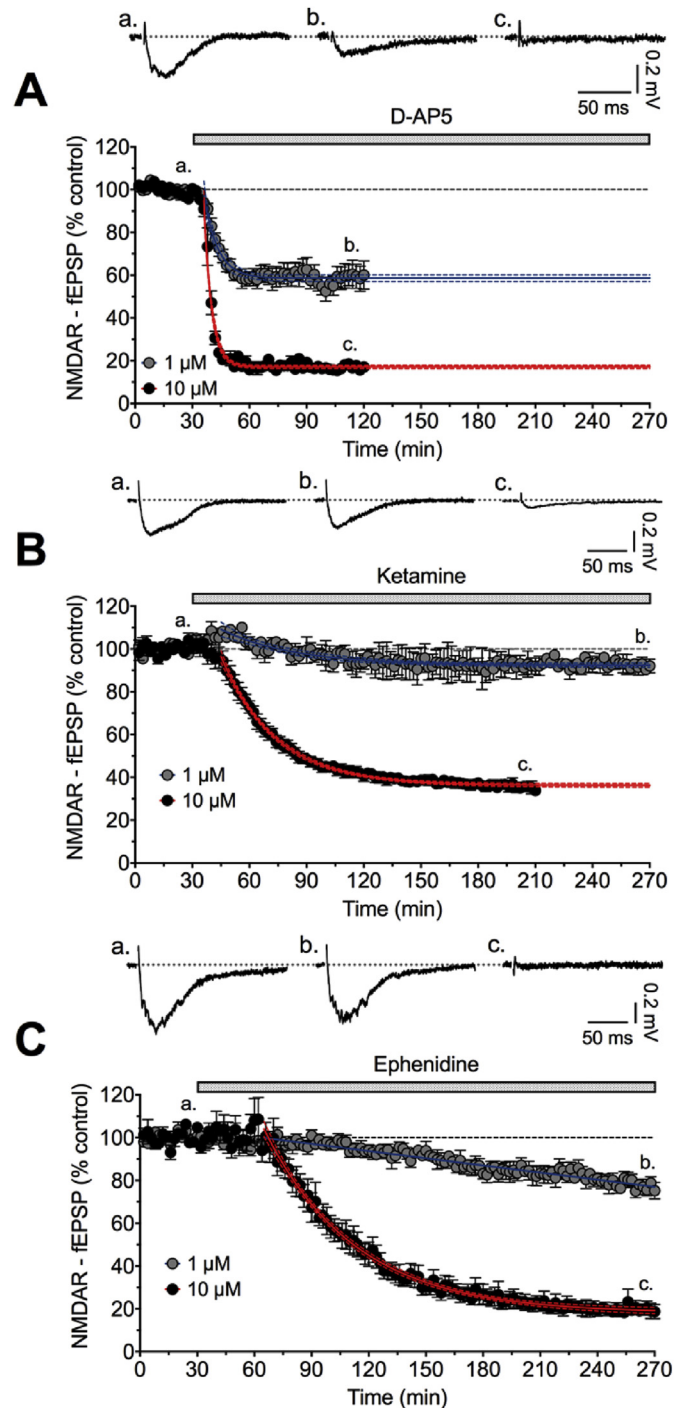 a. b. c.
0.2 mV
50 ms
A
D-AP5
NMDAR - fEPSP (% control)
120
100
80
60
40
20
0
a.
b.
c.
1 µM
10 µM
0 30 60 90 120 150 180 210 240 270
Time (min)
a. b. c.
0.2 mV
50 ms
B
Ketamine
NMDAR - fEPSP (% control)
120
100
80
60
40
20
0
a.
b.
c.
1 µM
10 µM
0 30 60 90 120 150 180 210 240 270
Time (min)
a. b. c.
0.2 mV
50 ms
C
Ephenidine
NMDAR - fEPSP (% control)
120
100
80
60
40
20
0
a.
b.
c.
1 µM
10 µM
0 30 60 90 120 150 180 210 240 270
Time (min)